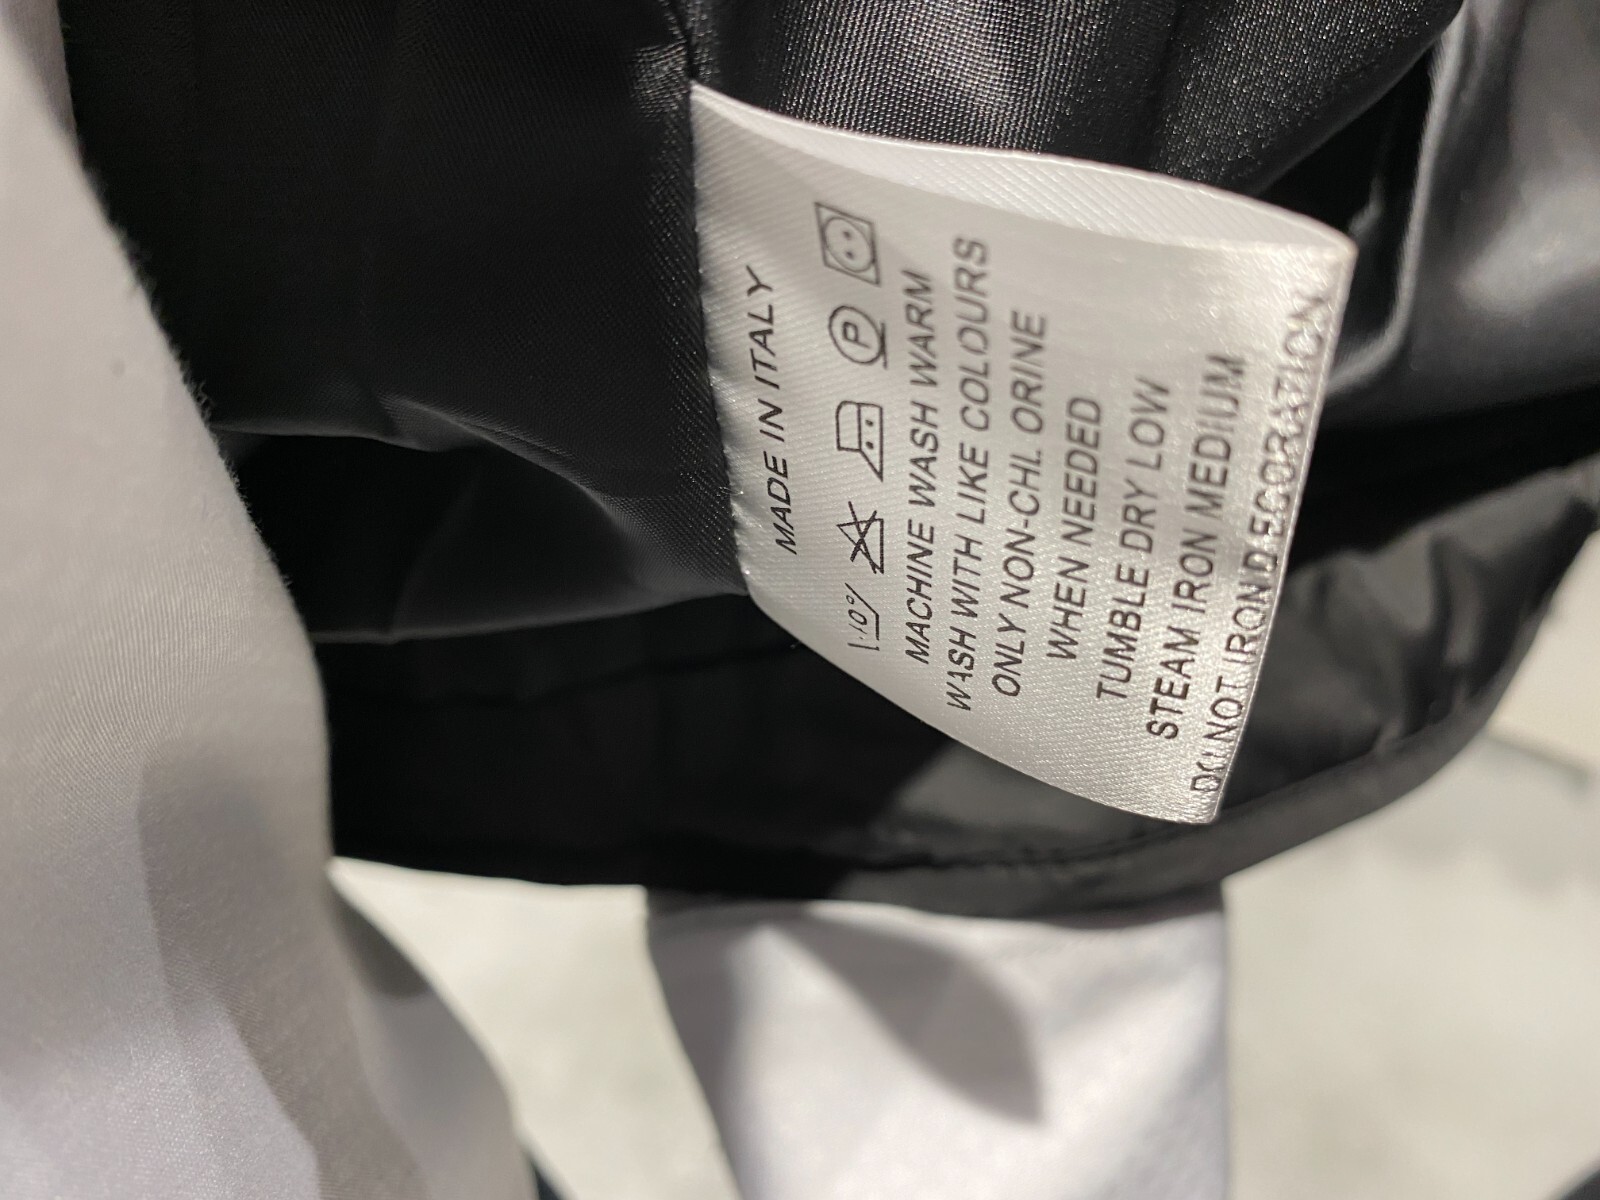 MADE IN ITALY
P
MACHINE WASH WARM
WASH WITH LIKE COLOURS
ONLY NON-CHL ORINE
WHEN NEEDED
TUMBLE DRY LOW
STEAM IRON MEDIUM
DO NOT IRON DECORATION